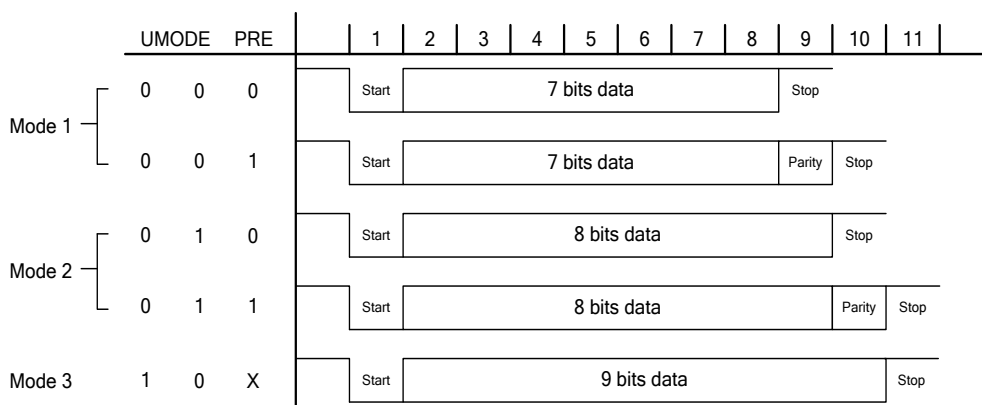 UMODE PRE 1 2 3 4 5 6 7 8 9 10 11
Mode 1
0 0 0 Start 7 bits data Stop
0 0 1 Start 7 bits data Parity Stop
Mode 2
0 1 0 Start 8 bits data Stop
0 1 1 Start 8 bits data Parity Stop
Mode 3 1 0 X Start 9 bits data Stop